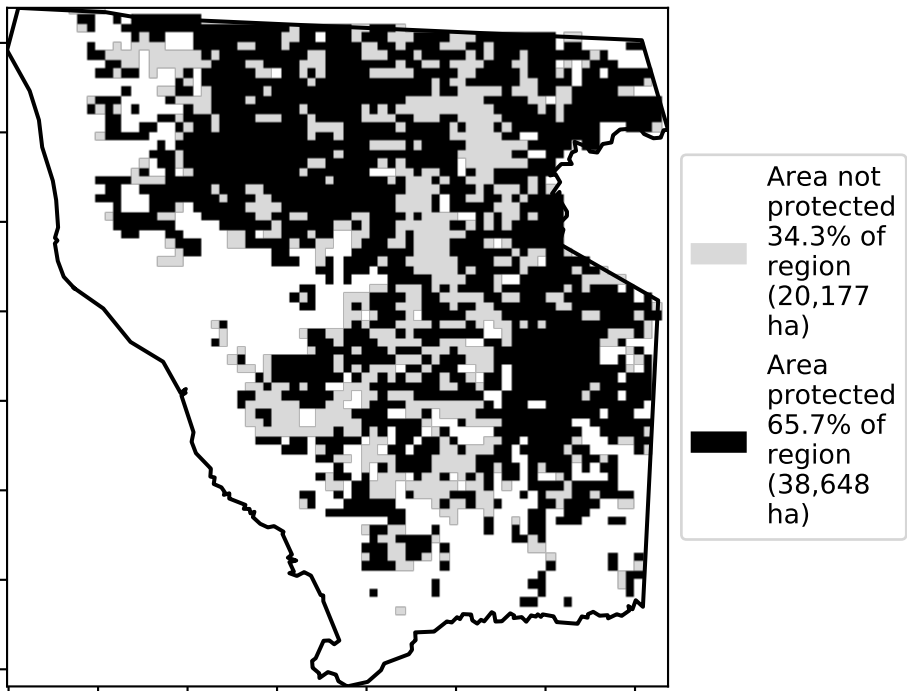 Area not
protected
34.3% of
region
(20,177
ha)
Area
protected
65.7% of
region
(38,648
ha)